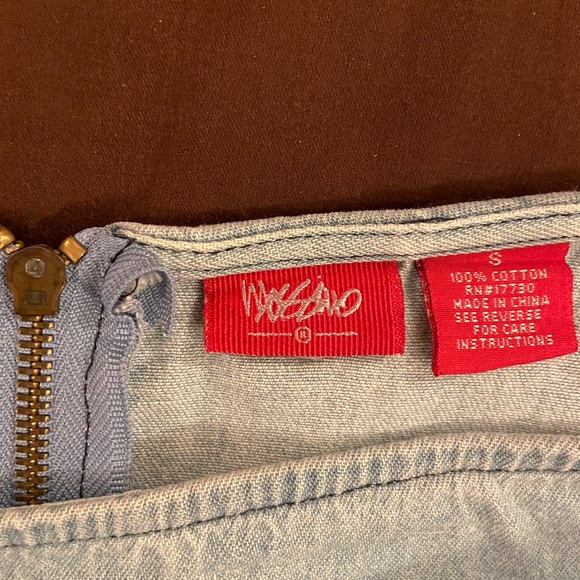 Mossimo
®
S
100% COTTON
RN#17730
MADE IN CHINA
SEE REVERSE
FOR CARE
INSTRUCTIONS